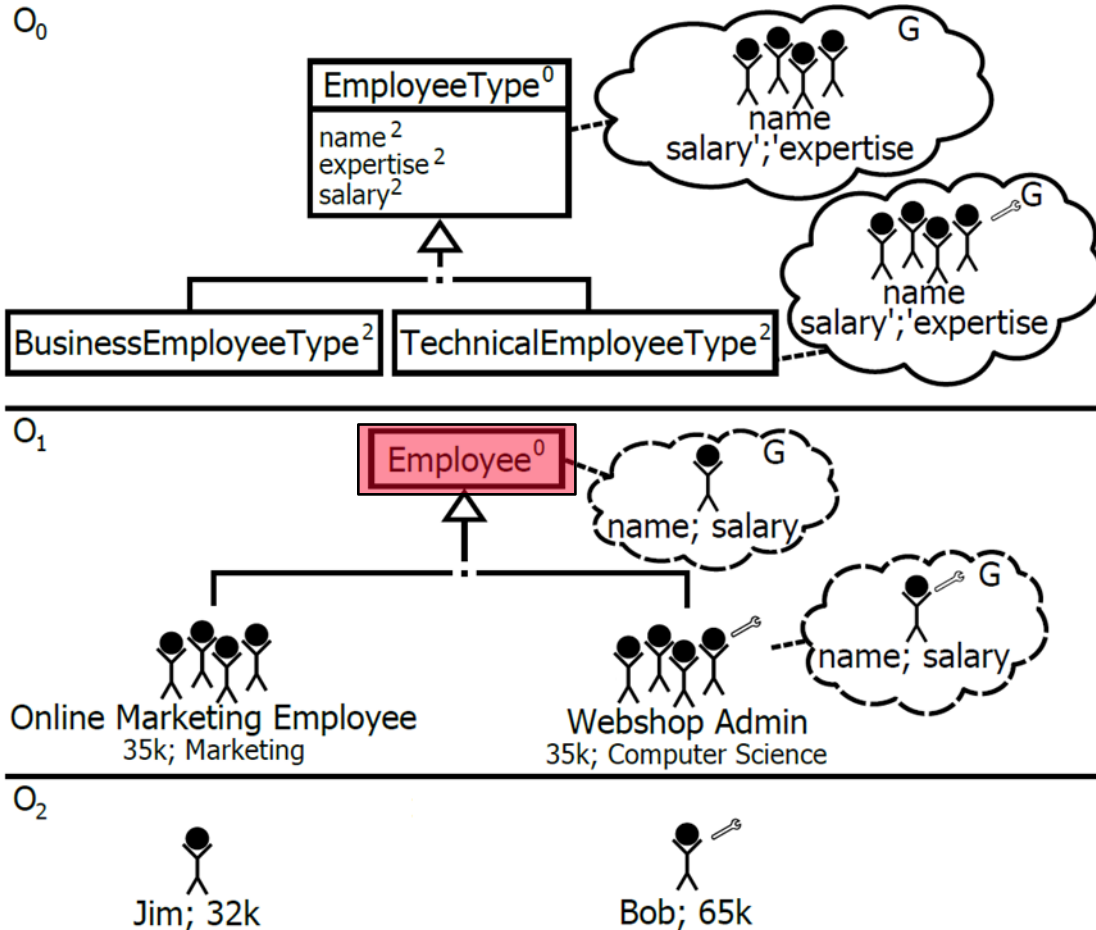 O0
G
EmployeeType0
name2
expertise2
salary2
name
salary';'expertise
G
name
salary';'expertise
BusinessEmployeeType2
TechnicalEmployeeType2
O1
Employee0
G
name; salary
G
name; salary
Online Marketing Employee
35k; Marketing
Webshop Admin
35k; Computer Science
O2
Jim; 32k
Bob; 65k